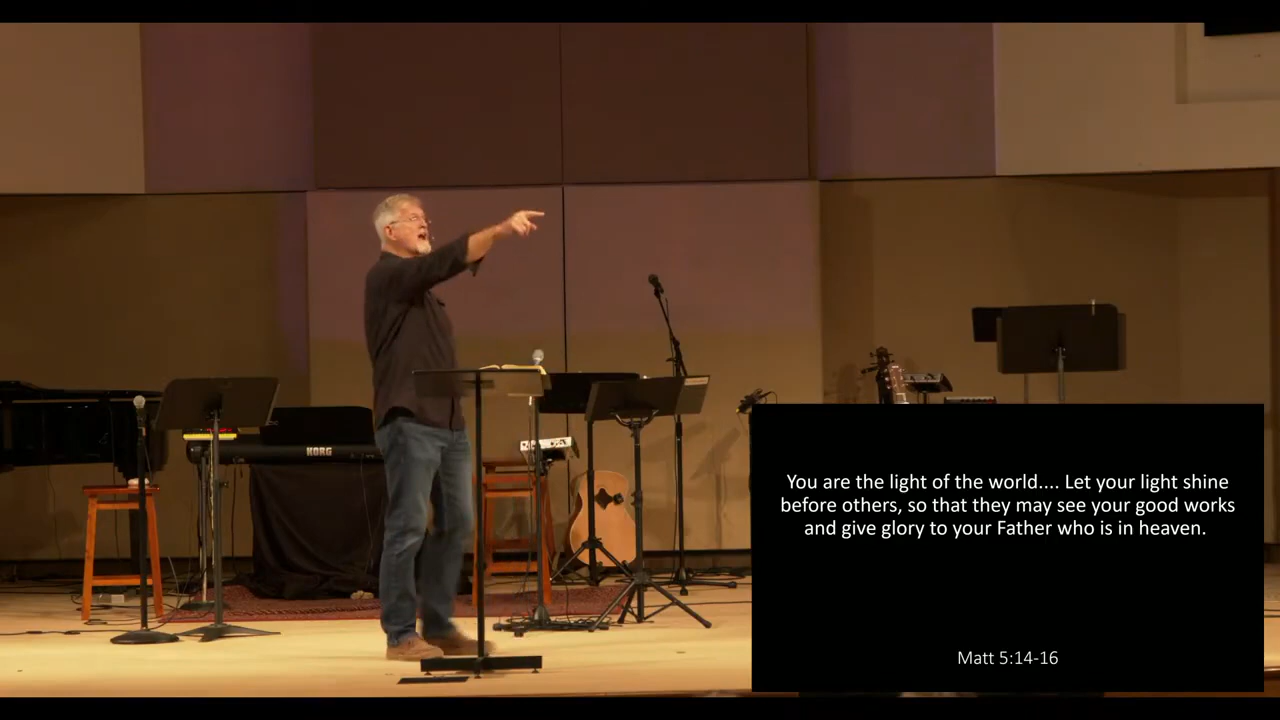 KORG
You are the light of the world.... Let your light shine
before others, so that they may see your good works
and give glory to your Father who is in heaven.
Matt 5:14-16